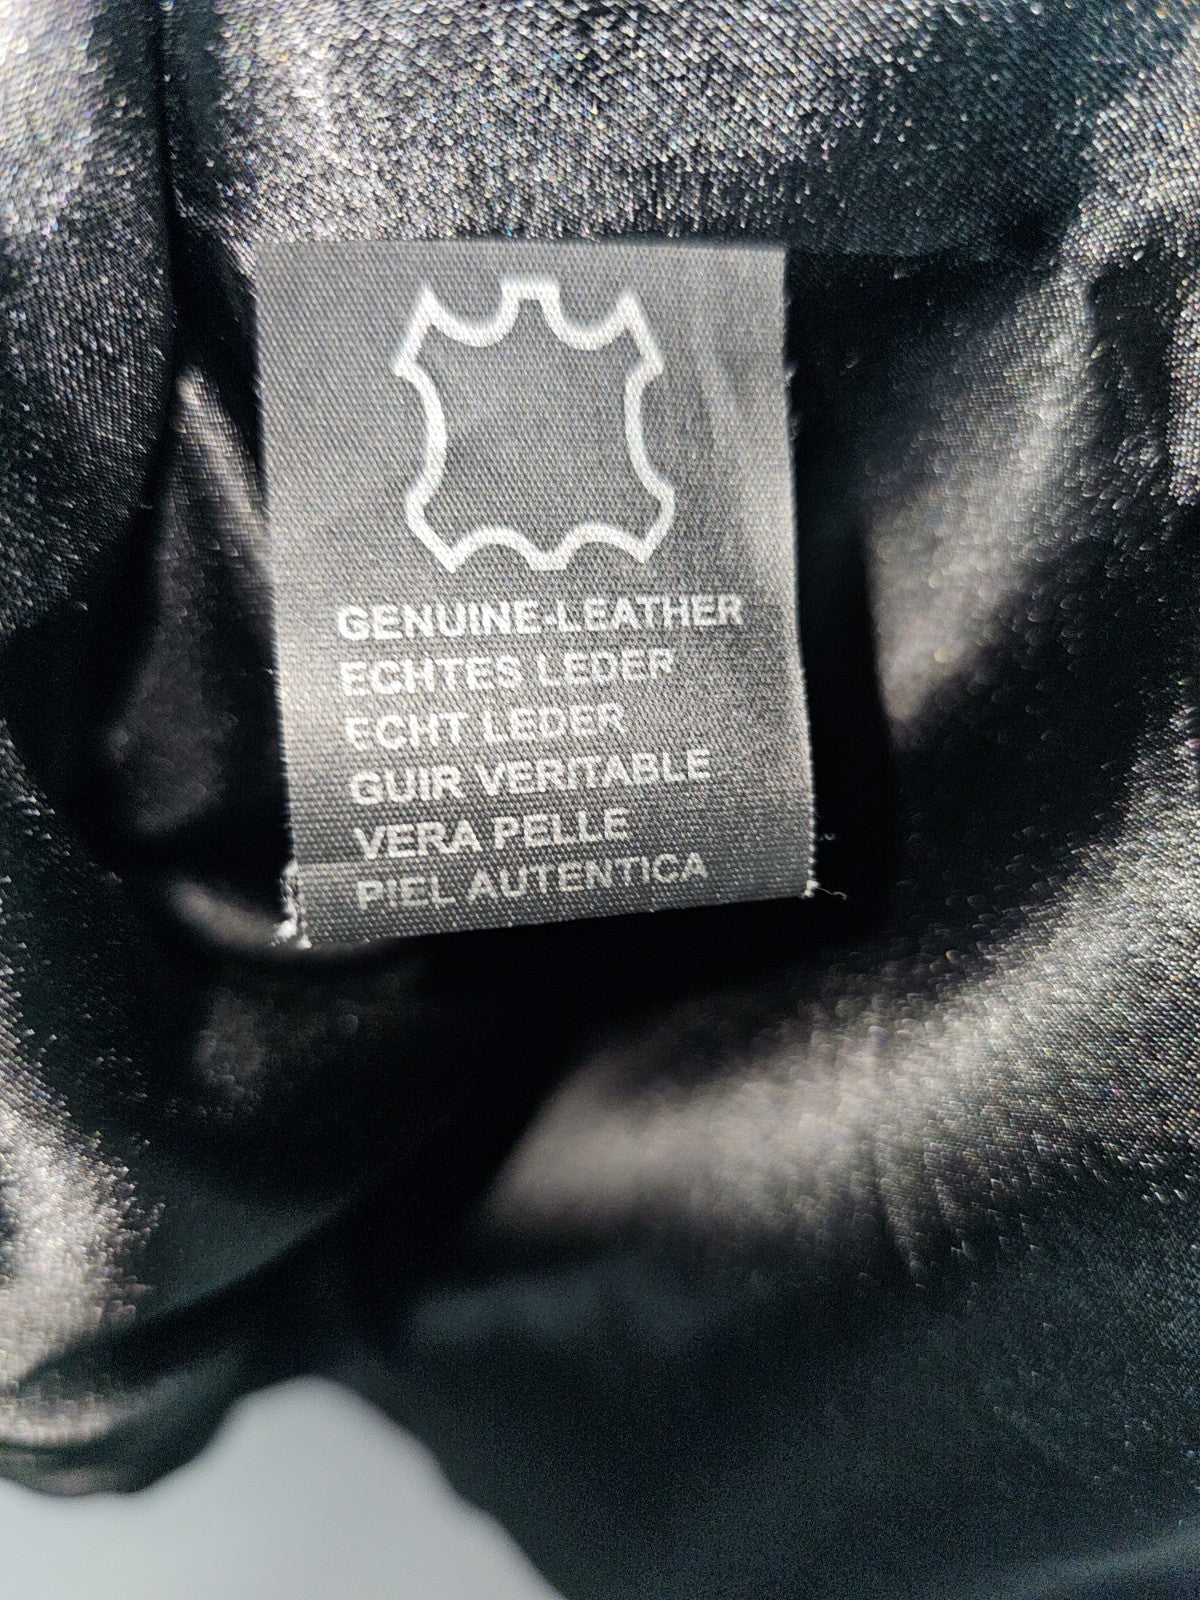 GENUINE-LEATHER
ECHTES LEDER
ECHT LEDER
GUIR VERITABLE
VERA PELLE
PIEL AUTENTICA